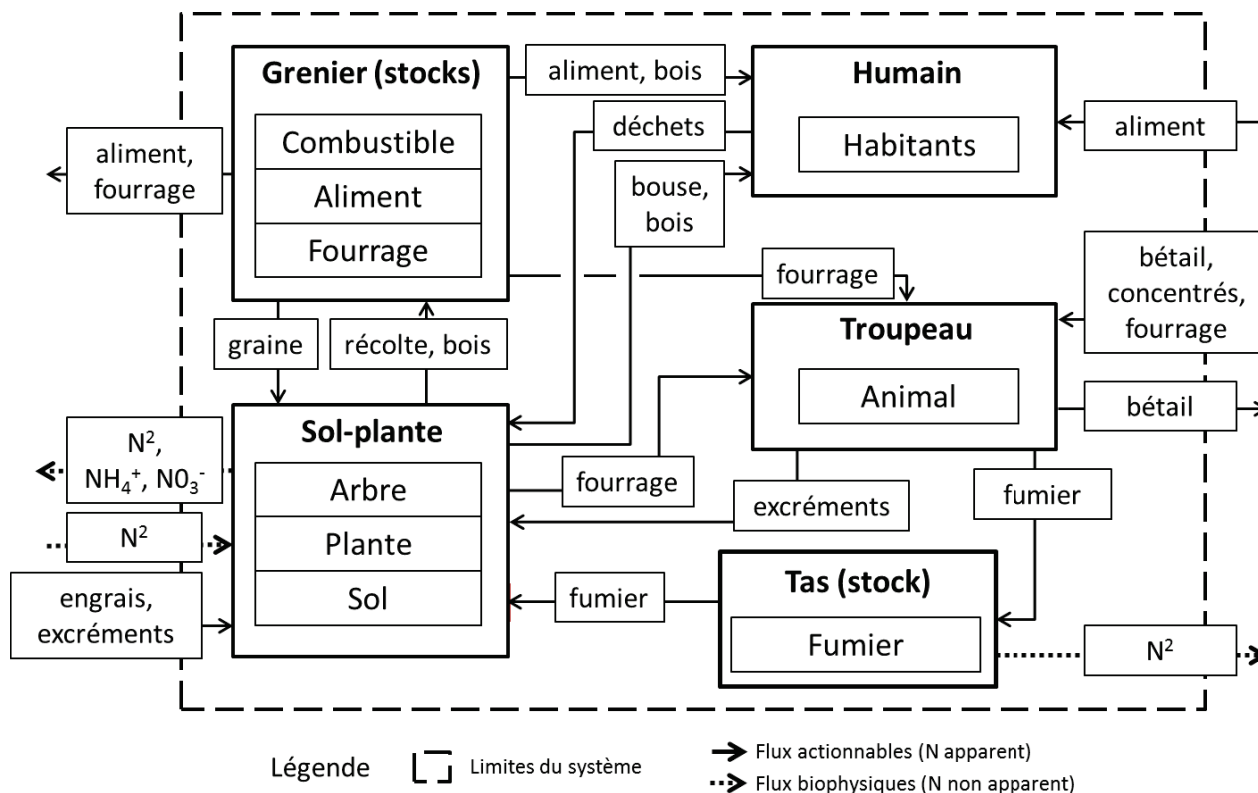 Grenier (stocks)
Combustible
Aliment
Fourrage
aliment, bois
Humain
Habitants
déchets
bouse,
bois
aliment
aliment,
fourrage
fourrage
bétail,
concentrés,
fourrage
graine
récolte, bois
Troupeau
Animal
bétail
Sol-plante
Arbre
Plante
Sol
N²,
NH₄⁺, N0₃⁻
N²
engrais,
excréments
fourrage
excréments
fumier
Tas (stock)
Fumier
fumier
N²
Légende
Limites du système
Flux actionnables (N apparent)
Flux biophysiques (N non apparent)